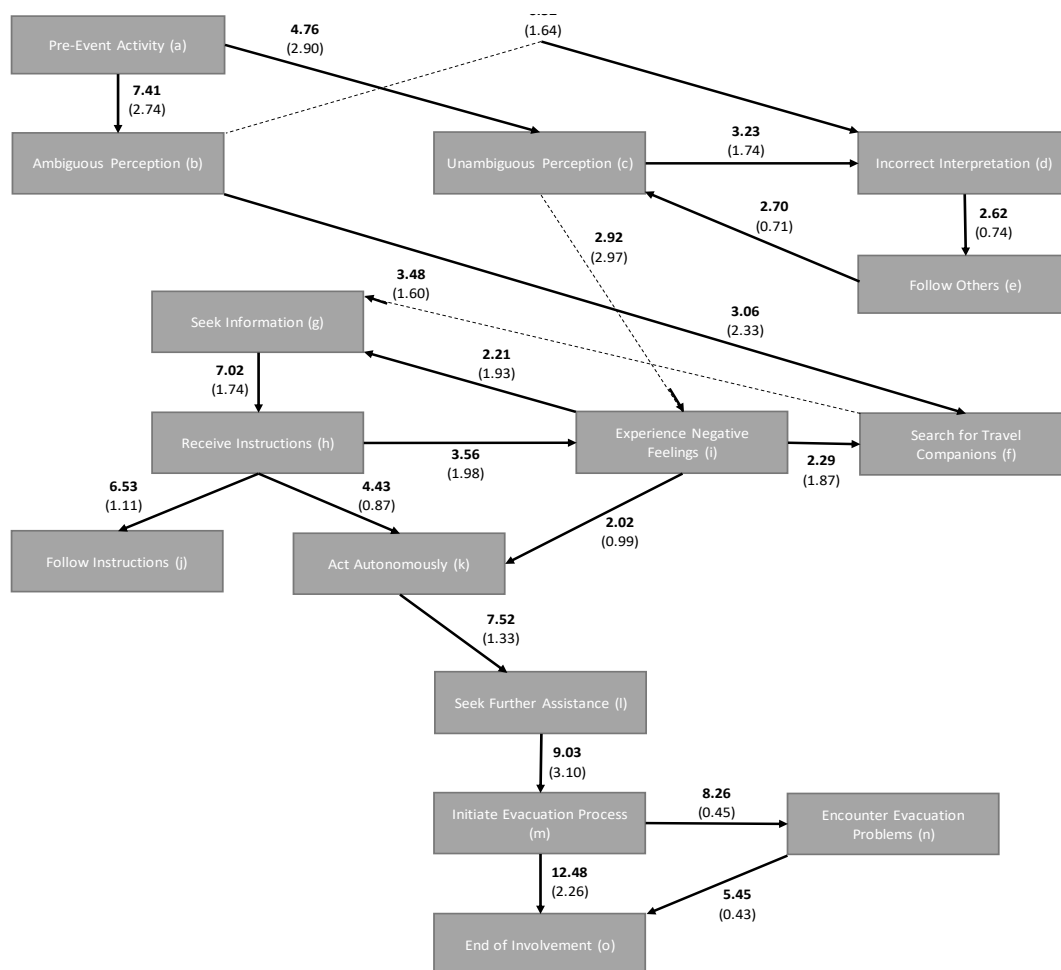 (1.64)
4.76
(2.90)
Pre-Event Activity (a)
7.41
(2.74)
3.23
(1.74)
Ambiguous Perception (b)
Unambiguous Perception (c)
Incorrect Interpretation (d)
2.70
(0.71)
2.62
(0.74)
2.92
(2.97)
3.48
(1.60)
Follow Others (e)
3.06
(2.33)
Seek Information (g)
2.21
(1.93)
7.02
(1.74)
Receive Instructions (h)
Experience Negative
Feelings (i)
Search for Travel
Companions (f)
3.56
(1.98)
2.29
(1.87)
6.53
(1.11)
4.43
(0.87)
2.02
(0.99)
Follow Instructions (j)
Act Autonomously (k)
7.52
(1.33)
Seek Further Assistance (l)
9.03
(3.10)
8.26
(0.45)
Initiate Evacuation Process
(m)
Encounter Evacuation
Problems (n)
12.48
(2.26)
5.45
(0.43)
End of Involvement (o)